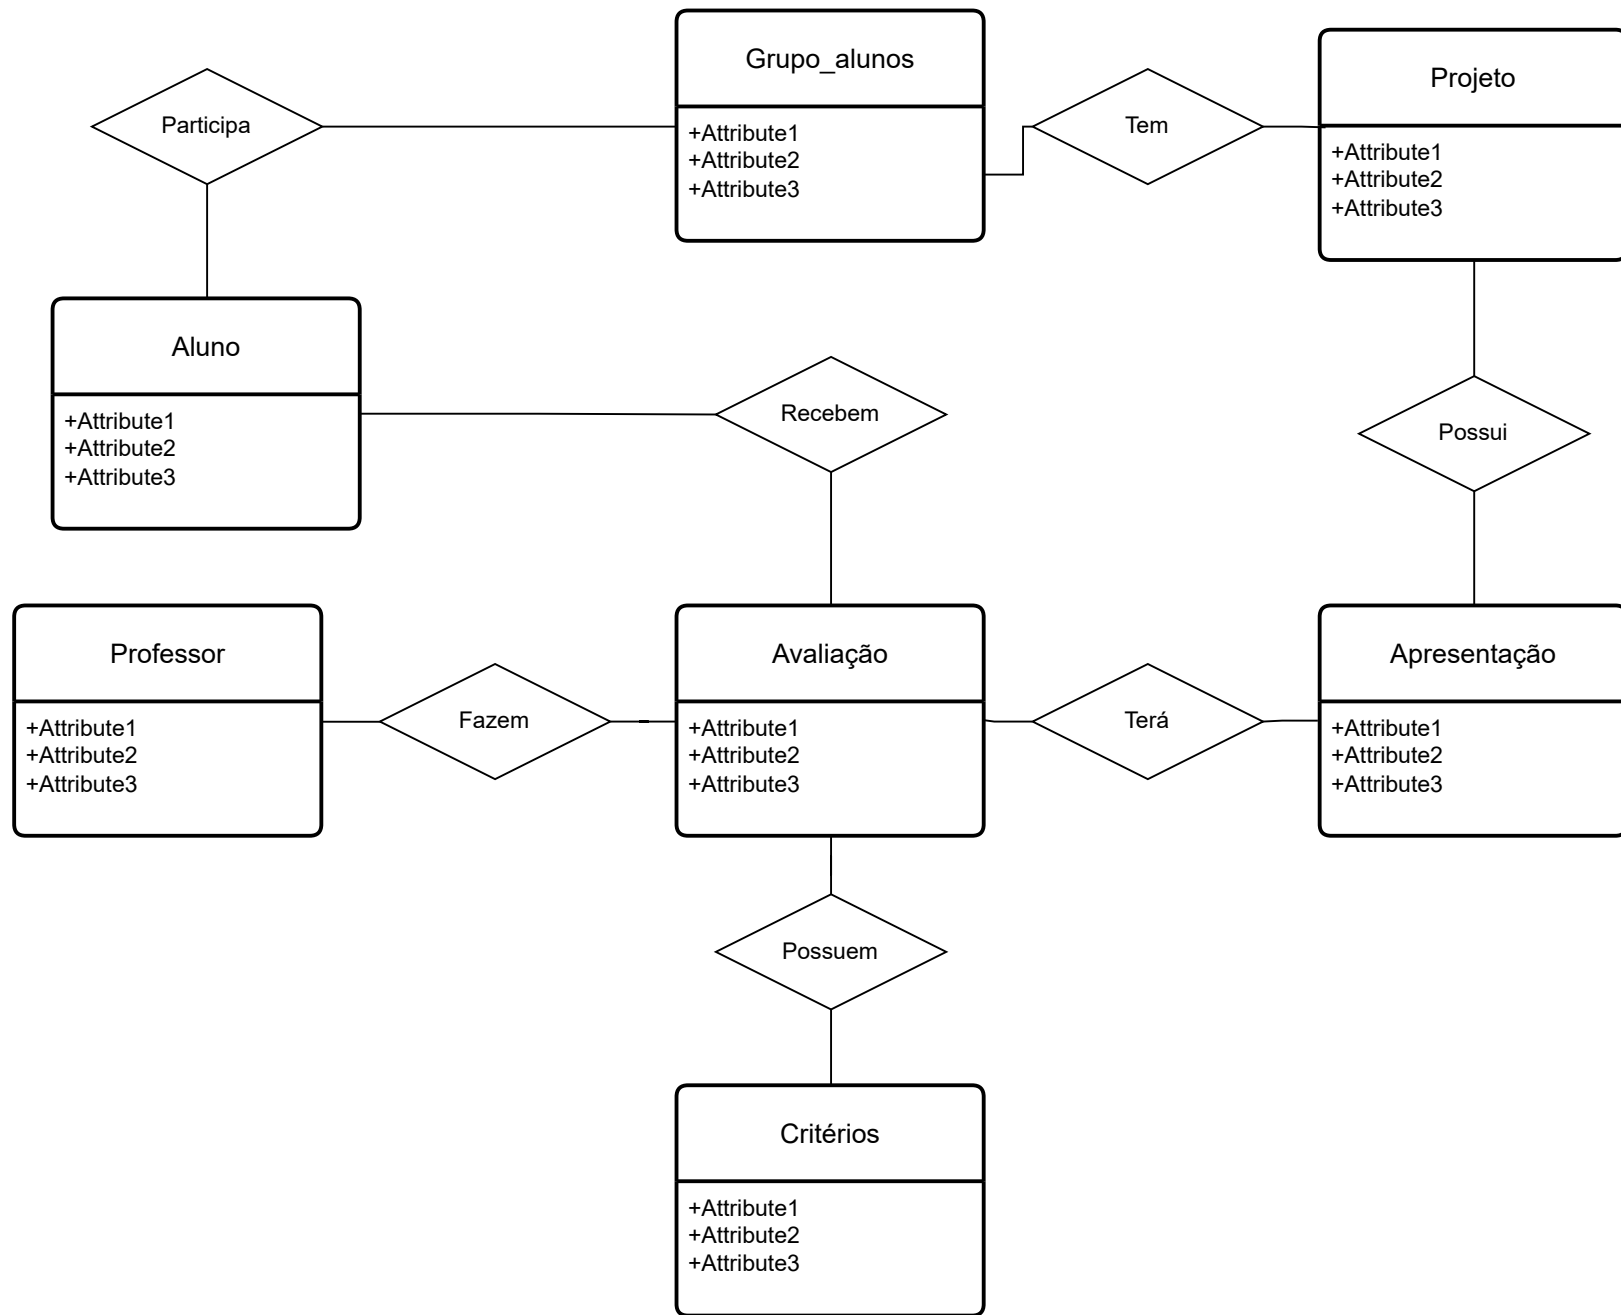 Grupo_alunos
+Attribute1
+Attribute2
+Attribute3
Projeto
+Attribute1
+Attribute2
+Attribute3
Participa
Tem
Aluno
+Attribute1
+Attribute2
+Attribute3
Recebem
Possui
Professor
+Attribute1
+Attribute2
+Attribute3
Fazem
Avaliação
+Attribute1
+Attribute2
+Attribute3
Terá
Apresentação
+Attribute1
+Attribute2
+Attribute3
Possuem
Critérios
+Attribute1
+Attribute2
+Attribute3